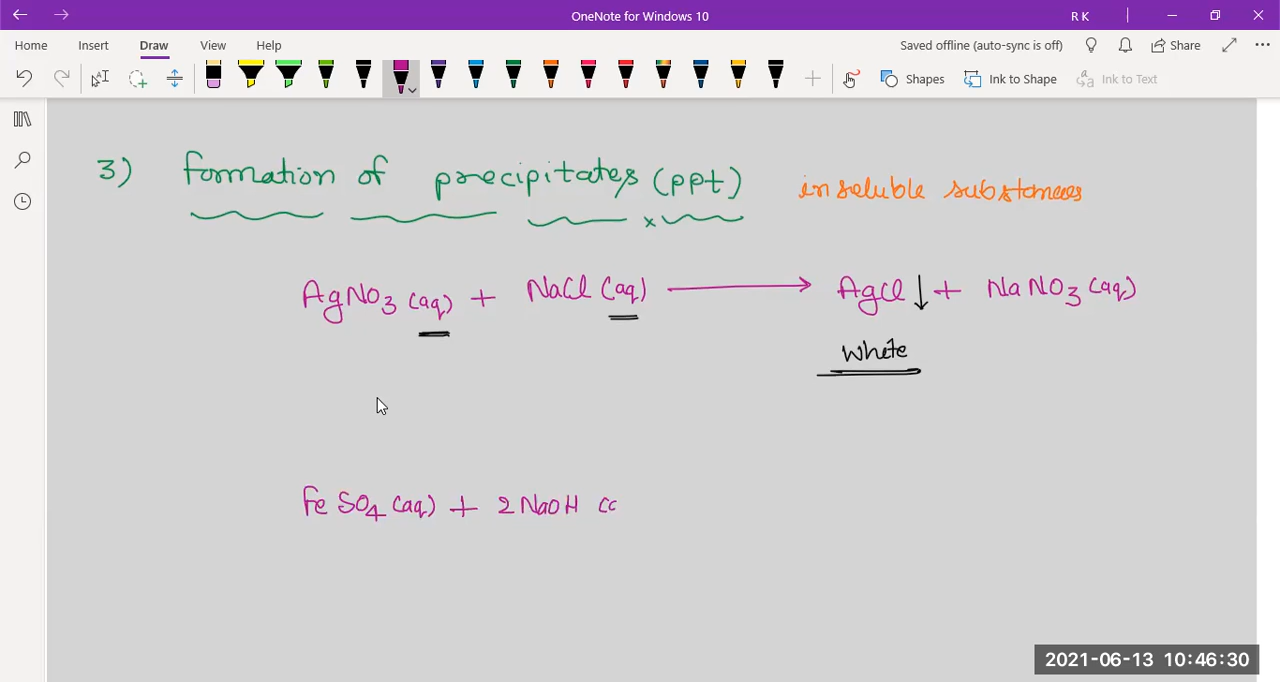 OneNote for Windows 10
R K
Home Insert Draw View Help
Saved offline (auto-sync is off) Share
Shapes Ink to Shape Ink to Text
3) formation of precipitates (ppt) insoluble substances
x
AgNO3 (aq) + NaCl (aq) → AgCl ↓ + NaNO3 (aq)
White
FeSO4 (aq) + 2NaOH (
2021-06-13 10:46:30